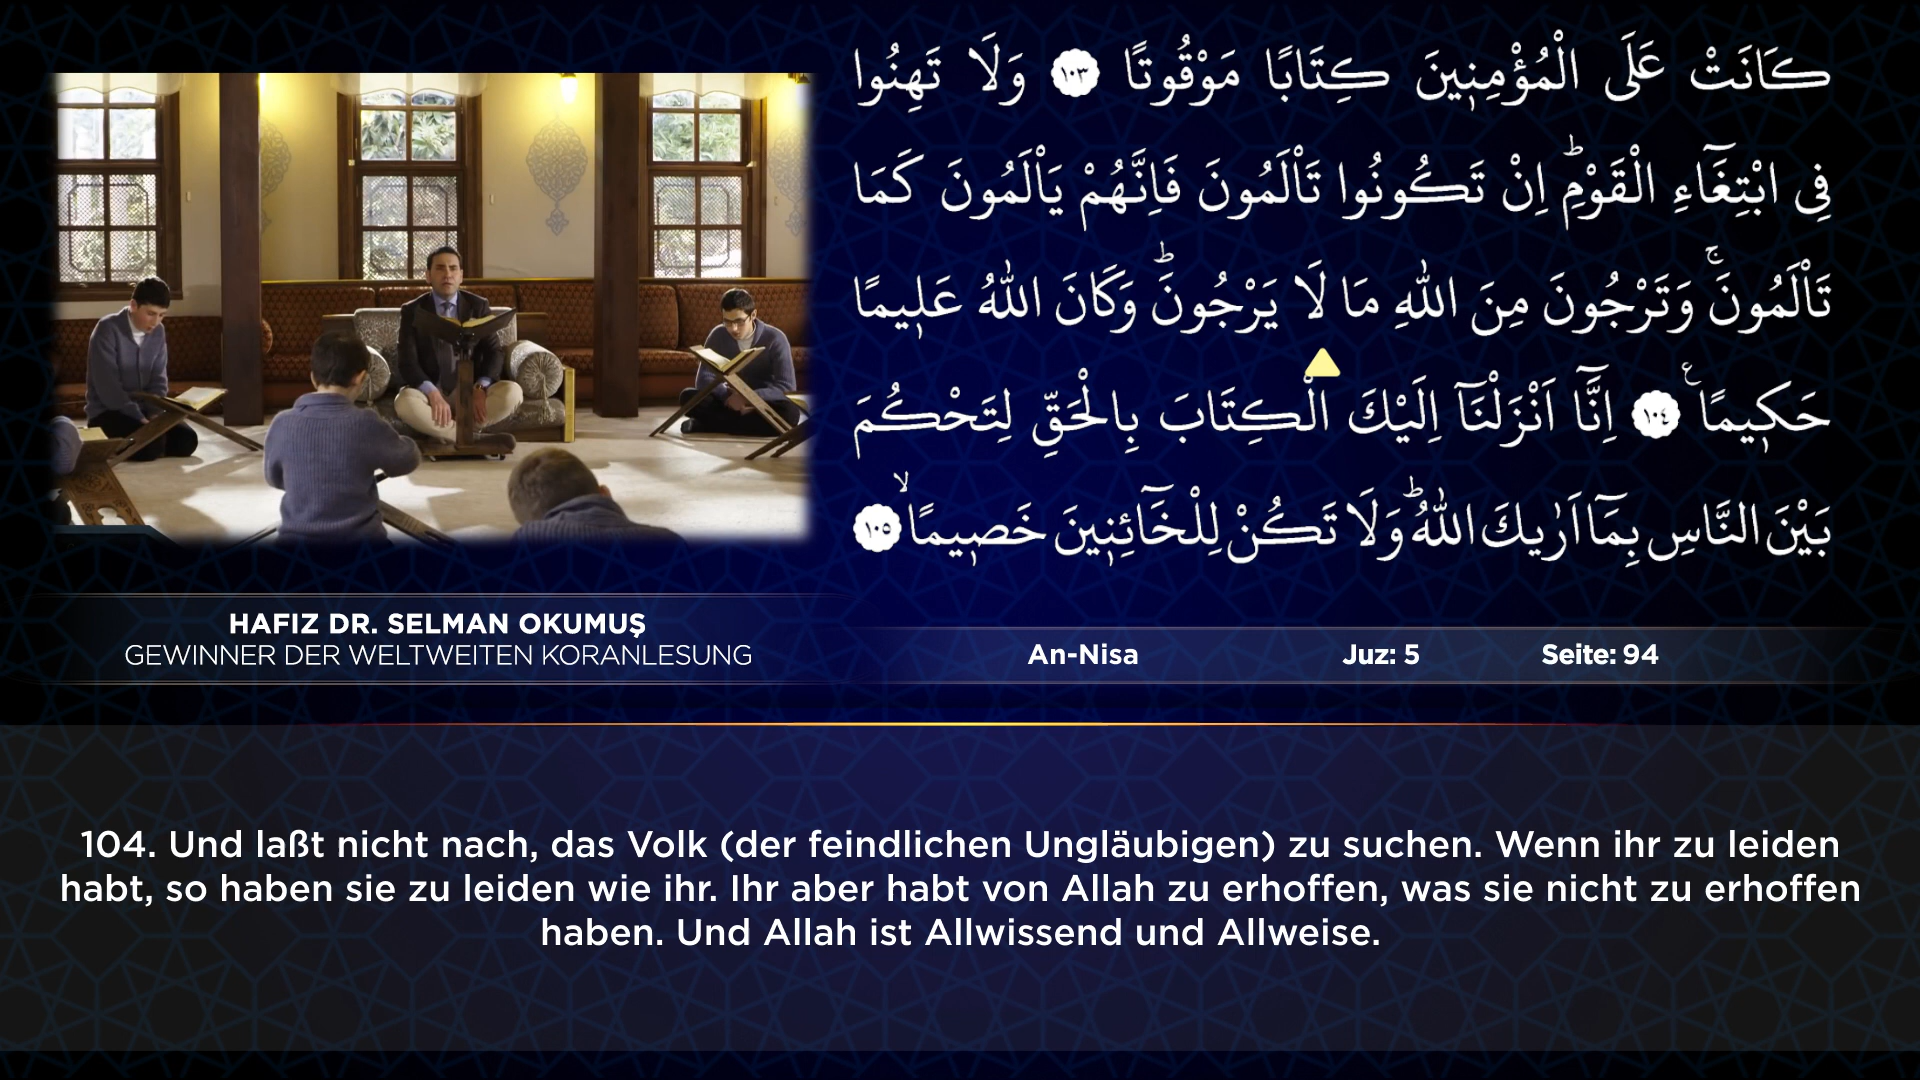 كَانَتْ عَلَى الْمُؤْمِنٖينَ كِتَابًا مَوْقُوتًا ﴿١٠٣﴾ وَلَا تَهِنُوا
فِى ابْتِغَٓاءِ الْقَوْمِؕ اِنْ تَكُونُوا تَاْلَمُونَ فَاِنَّهُمْ يَاْلَمُونَ كَمَا
تَاْلَمُونَۚ وَتَرْجُونَ مِنَ اللّٰهِ مَا لَا يَرْجُونَؕ وَكَانَ اللّٰهُ عَلٖيمًا
حَكٖيمًاࣖ ﴿١٠٤﴾ اِنَّٓا اَنْزَلْنَٓا اِلَيْكَ الْكِتَابَ بِالْحَقِّ لِتَحْكُمَ
بَيْنَ النَّاسِ بِمَٓا اَرٰيكَ اللّٰهُؕ وَلَا تَكُنْ لِلْخَٓائِنٖينَ خَصٖيمًاۙ ﴿١٠٥﴾
HAFIZ DR. SELMAN OKUMUŞ
GEWINNER DER WELTWEITEN KORANLESUNG
An-Nisa Juz: 5 Seite: 94
104. Und laßt nicht nach, das Volk (der feindlichen Ungläubigen) zu suchen. Wenn ihr zu leiden
habt, so haben sie zu leiden wie ihr. Ihr aber habt von Allah zu erhoffen, was sie nicht zu erhoffen
haben. Und Allah ist Allwissend und Allweise.